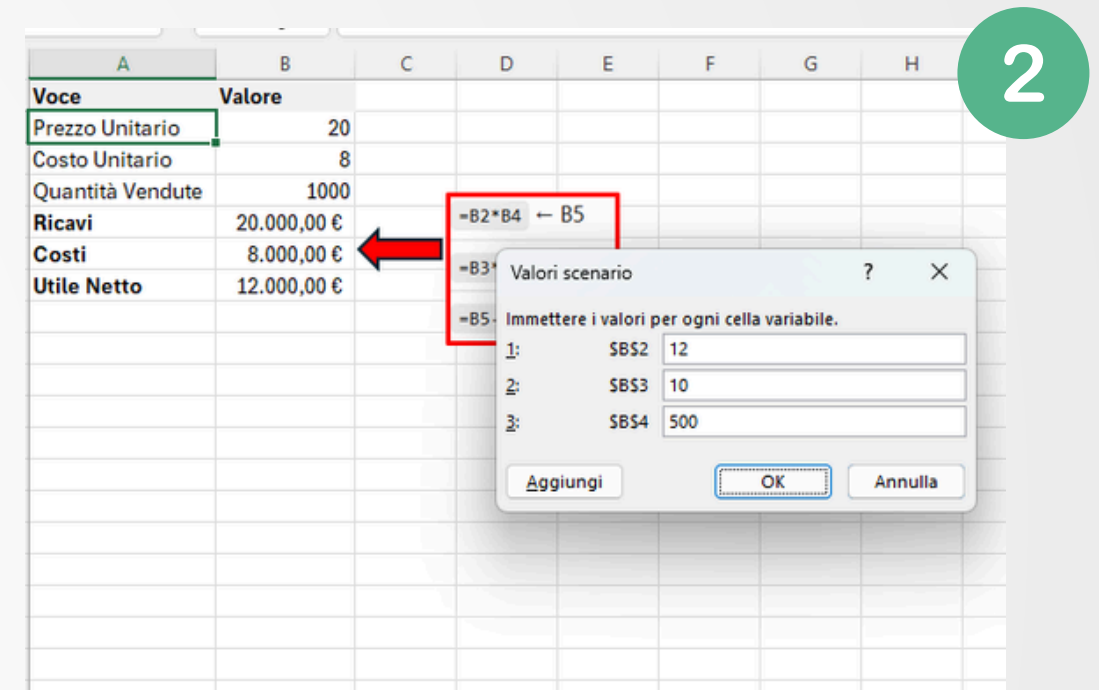 2
A B C D E F G H
Voce Valore
Prezzo Unitario 20
Costo Unitario 8
Quantità Vendute 1000
Ricavi 20.000,00 €
Costi 8.000,00 €
Utile Netto 12.000,00 €
=B2*B4 ← B5
=B3*
=B5-
Valori scenario ? ×
Immettere i valori per ogni cella variabile.
1: $B$2 12
2: $B$3 10
3: $B$4 500
Aggiungi OK Annulla